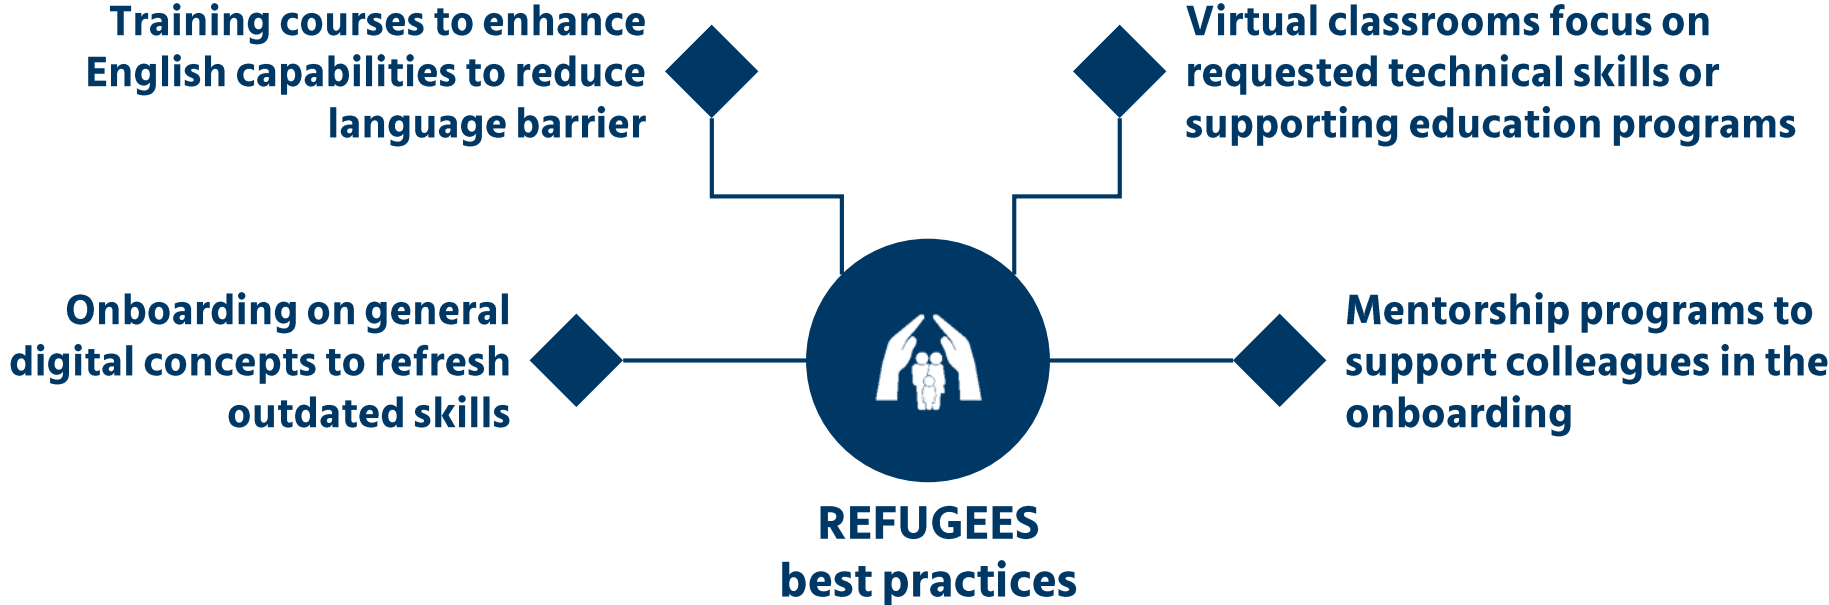 Training courses to enhance
English capabilities to reduce
language barrier
Virtual classrooms focus on
requested technical skills or
supporting education programs
Onboarding on general
digital concepts to refresh
outdated skills
Mentorship programs to
support colleagues in the
onboarding
REFUGEES
best practices